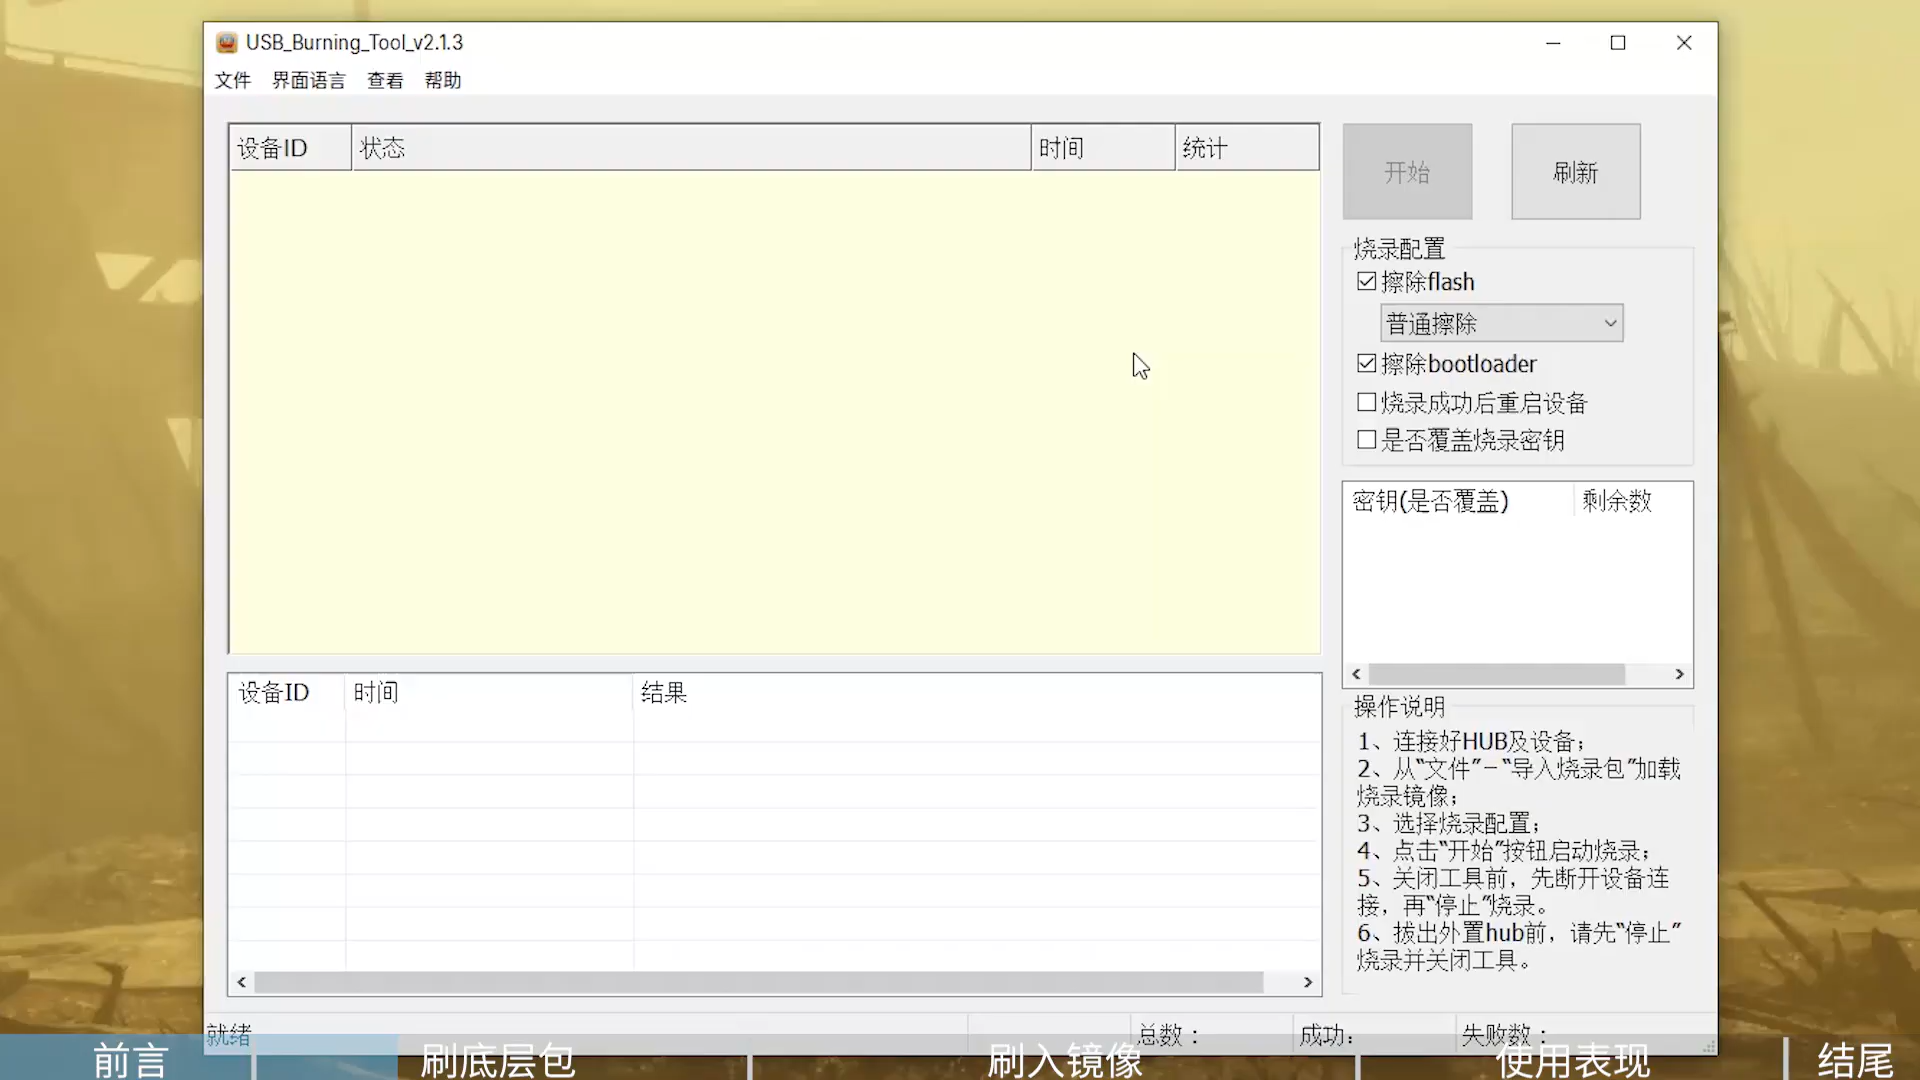 USB_Burning_Tool_v2.1.3
文件 界面语言 查看 帮助
设备ID 状态 时间 统计
开始 刷新
烧录配置
擦除flash
普通擦除
擦除bootloader
烧录成功后重启设备
是否覆盖烧录密钥
密钥(是否覆盖) 剩余数
设备ID 时间 结果
操作说明
1、连接好HUB及设备;
2、从"文件"-"导入烧录包"加载
烧录镜像;
3、选择烧录配置;
4、点击"开始"按钮启动烧录;
5、关闭工具前，先断开设备连
接，再"停止"烧录。
6、拔出外置hub前，请先"停止"
烧录并关闭工具。
就绪 总数： 成功: 失败数：
前言 刷底层包 刷入镜像 使用表现 结尾